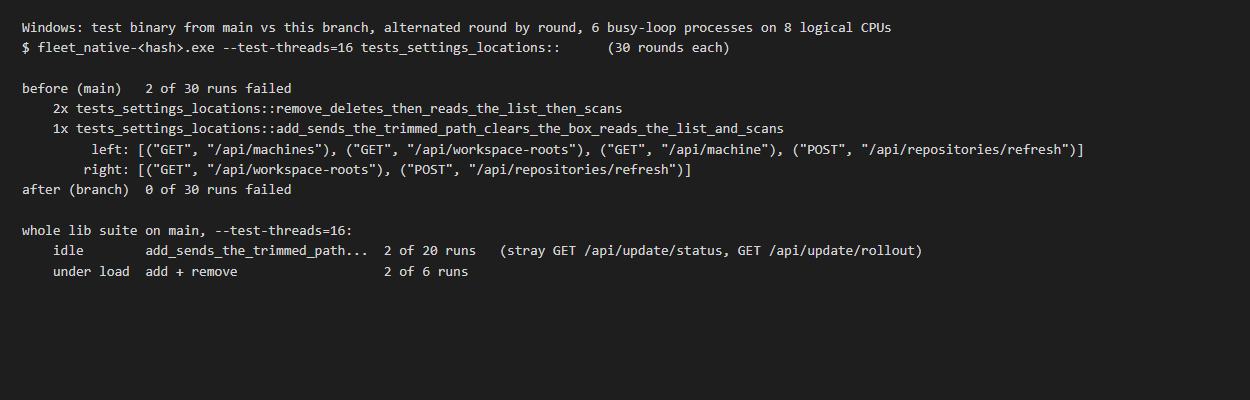 Windows: test binary from main vs this branch, alternated round by round, 6 busy-loop processes on 8 logical CPUs
$ fleet_native-<hash>.exe --test-threads=16 tests_settings_locations::      (30 rounds each)
before (main)   2 of 30 runs failed
2x tests_settings_locations::remove_deletes_then_reads_the_list_then_scans
1x tests_settings_locations::add_sends_the_trimmed_path_clears_the_box_reads_the_list_and_scans
left: [("GET", "/api/machines"), ("GET", "/api/workspace-roots"), ("GET", "/api/machine"), ("POST", "/api/repositories/refresh")]
right: [("GET", "/api/workspace-roots"), ("POST", "/api/repositories/refresh")]
after (branch)  0 of 30 runs failed
whole lib suite on main, --test-threads=16:
idle        add_sends_the_trimmed_path...  2 of 20 runs   (stray GET /api/update/status, GET /api/update/rollout)
under load  add + remove                   2 of 6 runs